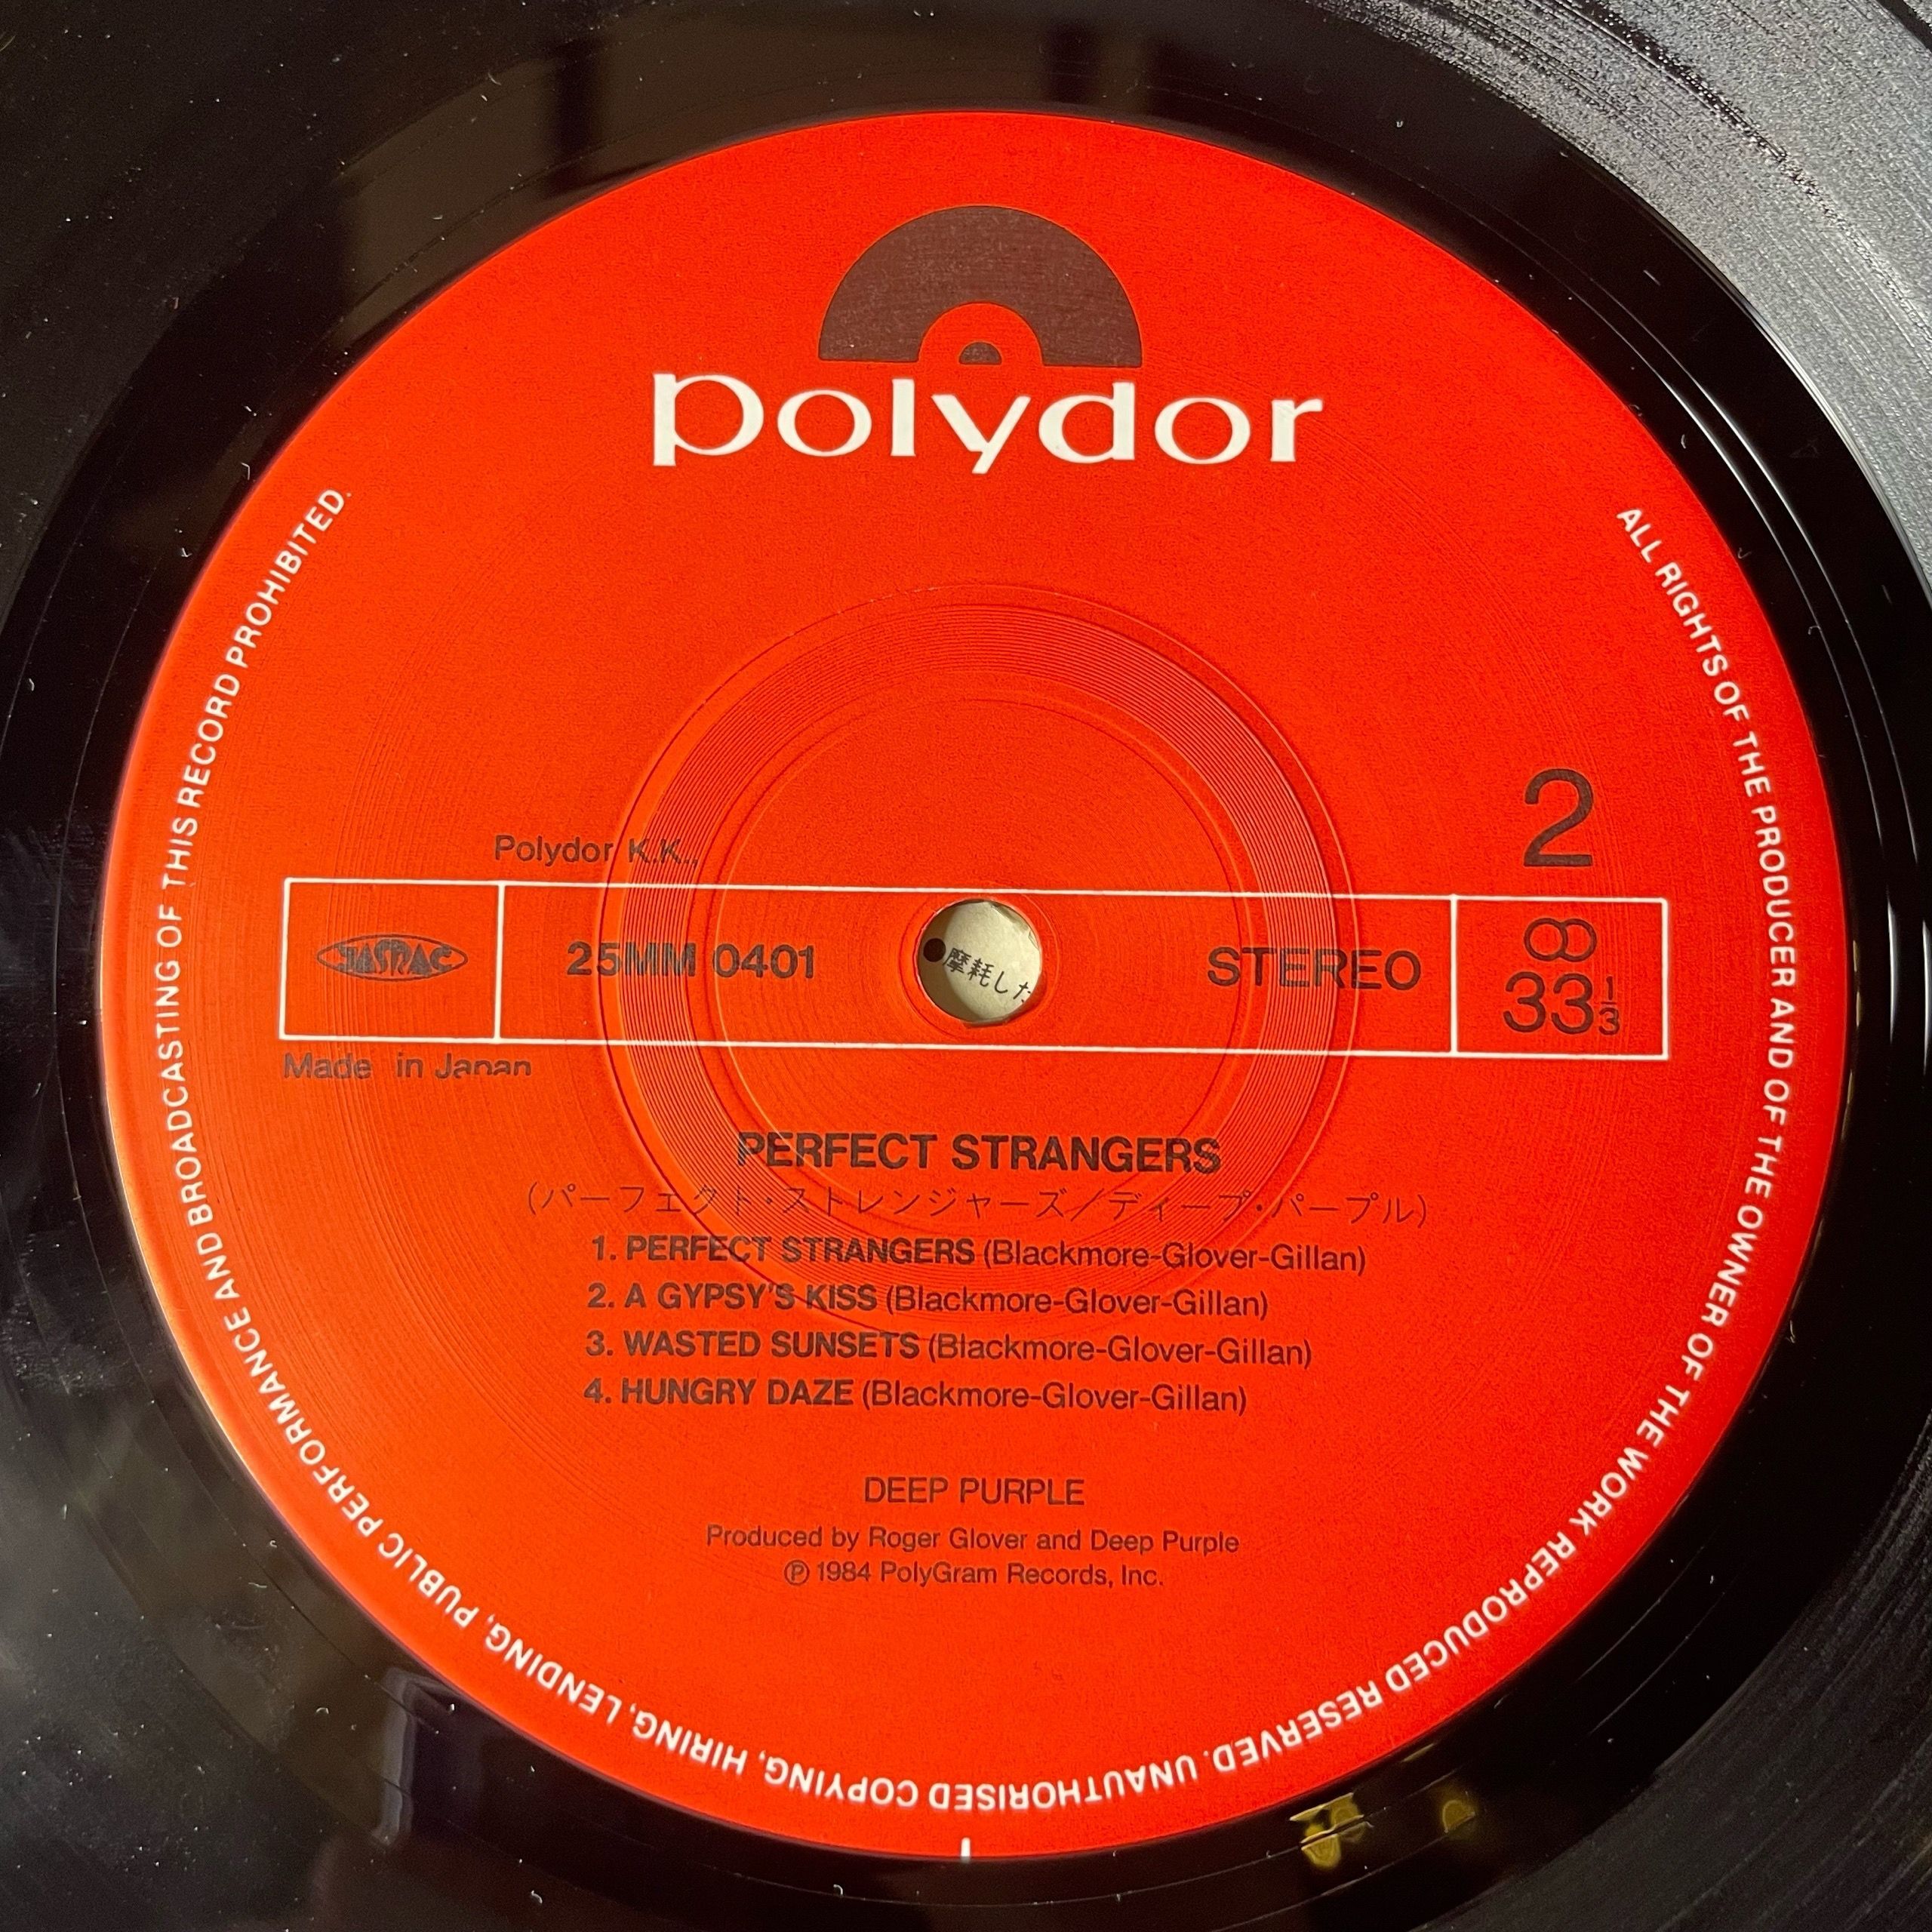 polydor
2
Polydor K.K.,
JASRAC
25MM 0401
STEREO
33 1/3
●摩耗し
Made in Japan
PERFECT STRANGERS
(パーフェクト・ストレンジャーズ/ディープ・パープル)
1. PERFECT STRANGERS (Blackmore-Glover-Gillan)
2. A GYPSY'S KISS (Blackmore-Glover-Gillan)
3. WASTED SUNSETS (Blackmore-Glover-Gillan)
4. HUNGRY DAZE (Blackmore-Glover-Gillan)
DEEP PURPLE
Produced by Roger Glover and Deep Purple
Ⓟ 1984 PolyGram Records, Inc.
ALL RIGHTS OF THE PRODUCER AND OF THE OWNER OF THE WORK REPRODUCED RESERVED. UNAUTHORISED COPYING, HIRING, LENDING, PUBLIC PERFORMANCE AND BROADCASTING OF THIS RECORD PROHIBITED.